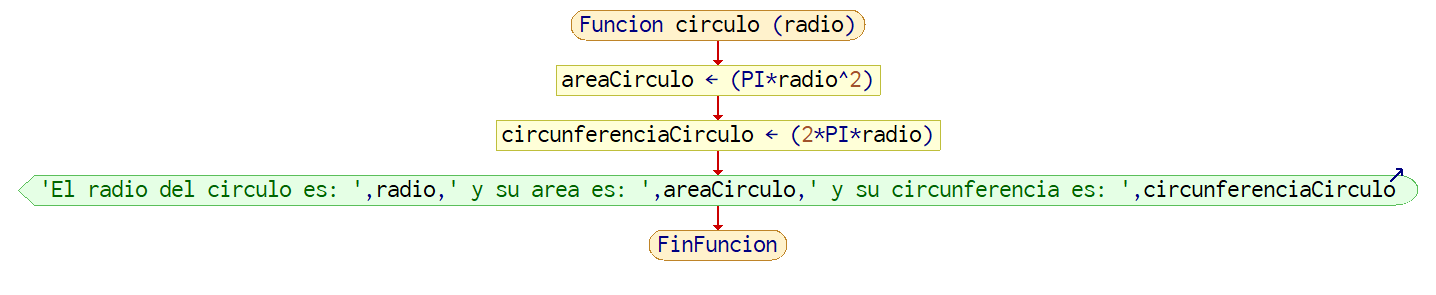 Funcion circulo (radio)
areaCirculo ← (PI*radio^2)
circunferenciaCirculo ← (2*PI*radio)
'El radio del circulo es: ',radio,' y su area es: ',areaCirculo,' y su circunferencia es: ',circunferenciaCirculo
FinFuncion